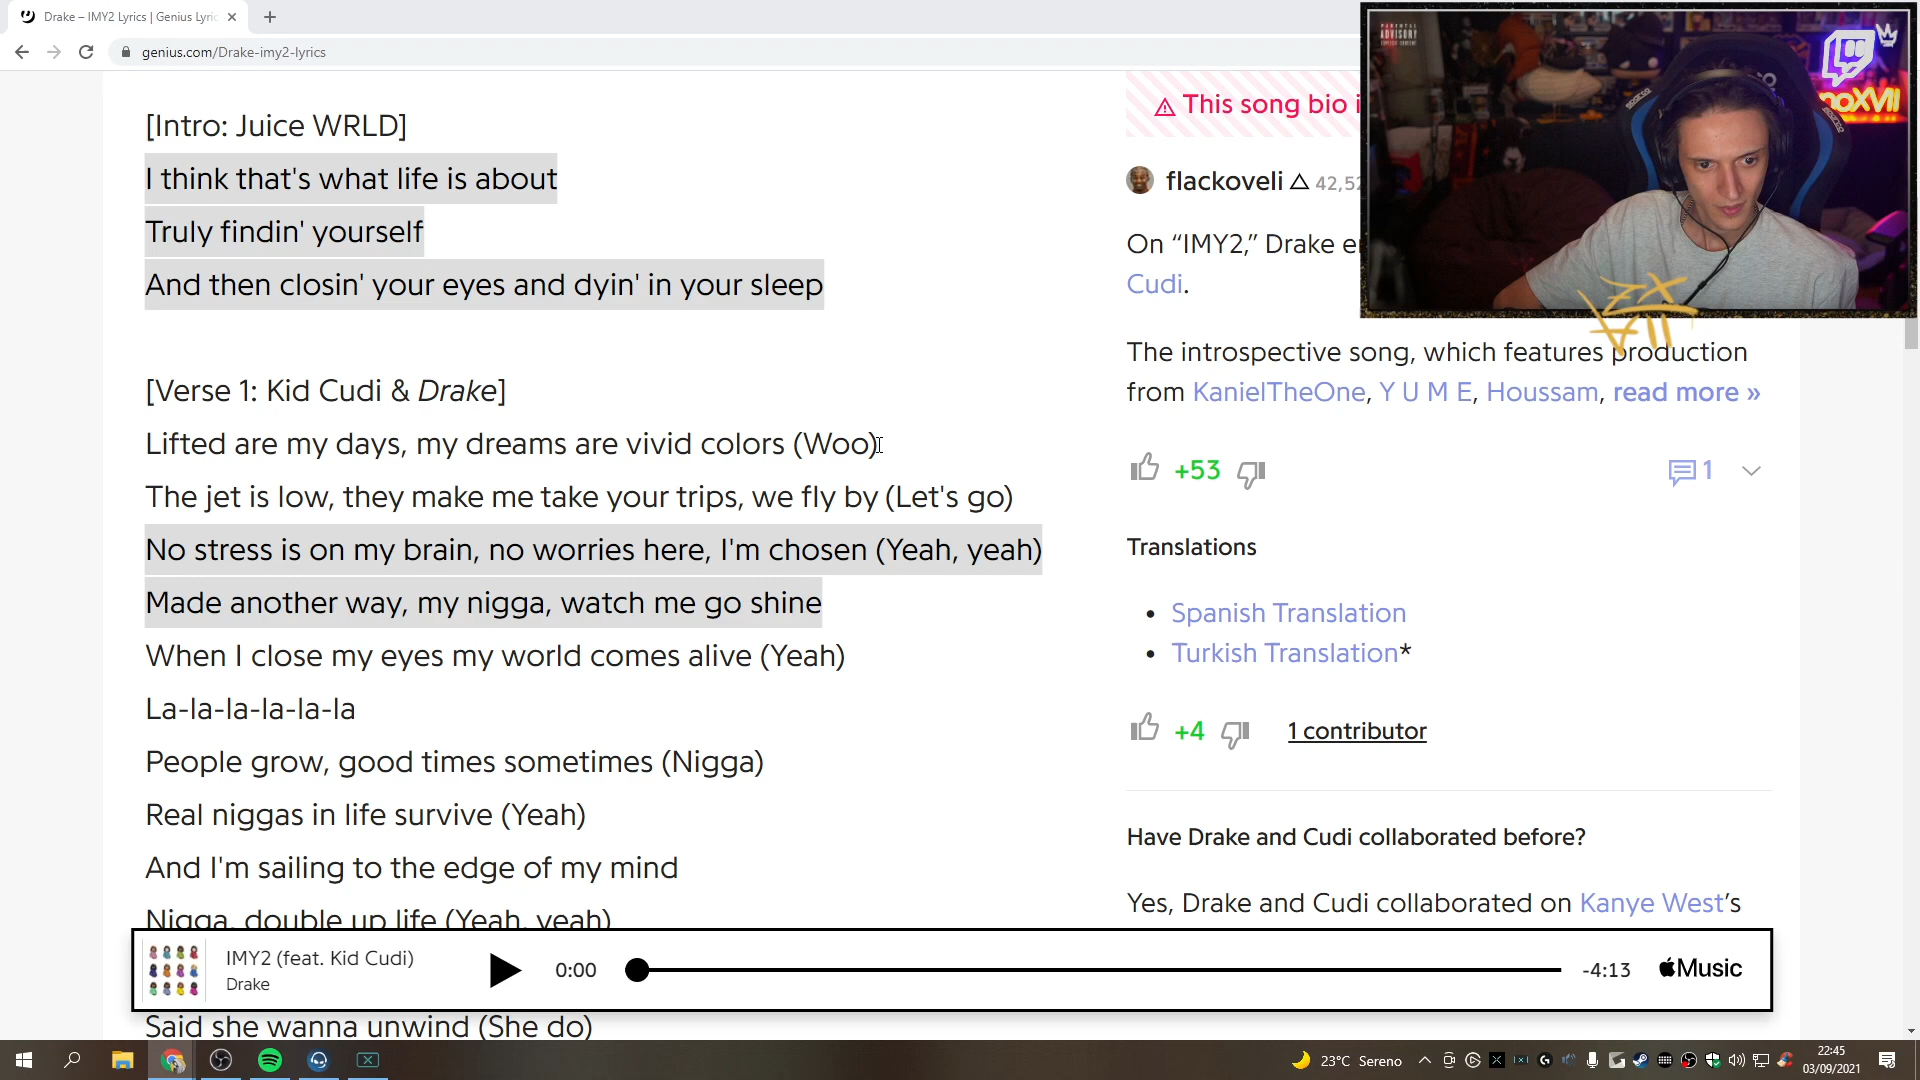 Drake – IMY2 Lyrics | Genius Lyric
genius.com/Drake-imy2-lyrics
[Intro: Juice WRLD]
I think that's what life is about
Truly findin' yourself
And then closin' your eyes and dyin' in your sleep
[Verse 1: Kid Cudi & Drake]
Lifted are my days, my dreams are vivid colors (Woo)
The jet is low, they make me take your trips, we fly by (Let's go)
No stress is on my brain, no worries here, I'm chosen (Yeah, yeah)
Made another way, my nigga, watch me go shine
When I close my eyes my world comes alive (Yeah)
La-la-la-la-la-la
People grow, good times sometimes (Nigga)
Real niggas in life survive (Yeah)
And I'm sailing to the edge of my mind
Nigga, double up life (Yeah, yeah)
Said she wanna unwind (She do)
This song bio i
flackoveli 42,52
On “IMY2,” Drake e
Cudi.
The introspective song, which features production
from KanielTheOne, Y U M E, Houssam, read more »
+53
1
Translations
• Spanish Translation
• Turkish Translation*
+4
1 contributor
Have Drake and Cudi collaborated before?
Yes, Drake and Cudi collaborated on Kanye West’s
IMY2 (feat. Kid Cudi)
Drake
0:00
-4:13
Music
PARENTAL
ADVISORY
EXPLICIT CONTENT
noXVII
sparco
23°C Sereno
22:45
03/09/2021